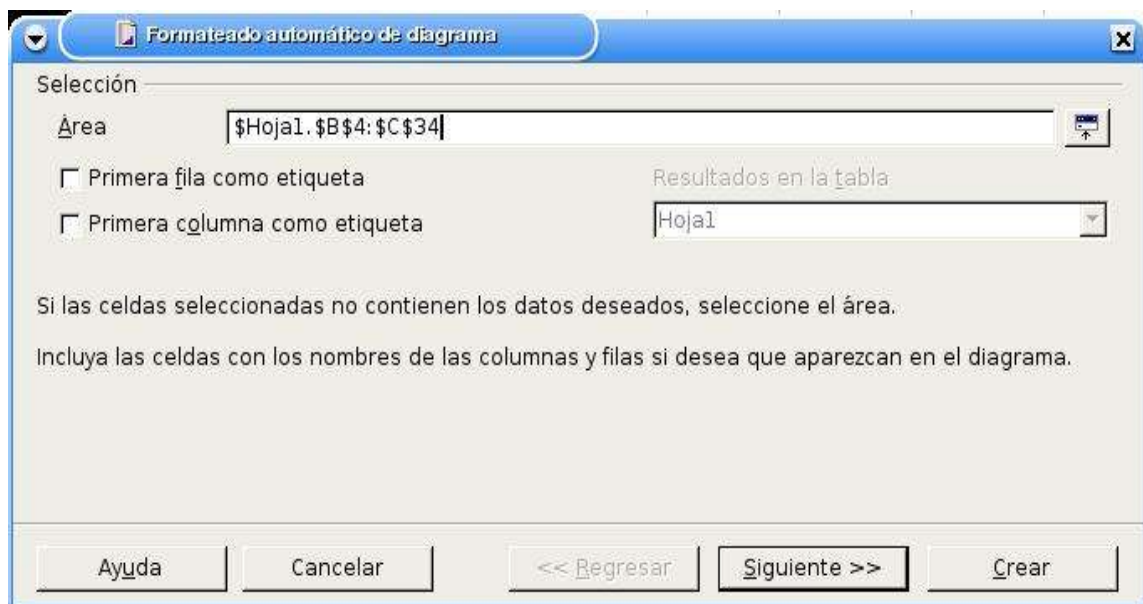 Formateado automático de diagrama
Selección
Área $Hoja1.$B$4:$C$34
Primera fila como etiqueta Resultados en la tabla
Primera columna como etiqueta Hoja1
Si las celdas seleccionadas no contienen los datos deseados, seleccione el área.
Incluya las celdas con los nombres de las columnas y filas si desea que aparezcan en el diagrama.
Ayuda Cancelar << Regresar Siguiente >> Crear